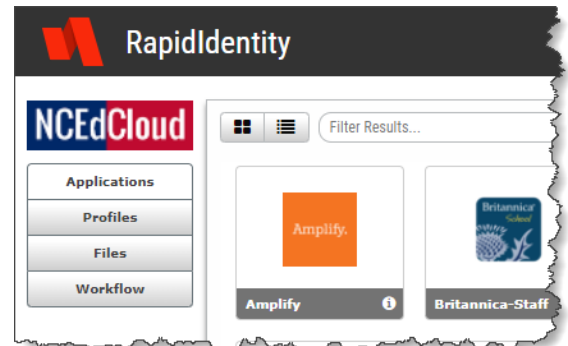 RapidIdentity
NCEdCloud
Filter Results...
Applications
Profiles
Files
Workflow
Amplify.
Britannica
School
Amplify
Britannica-Staff